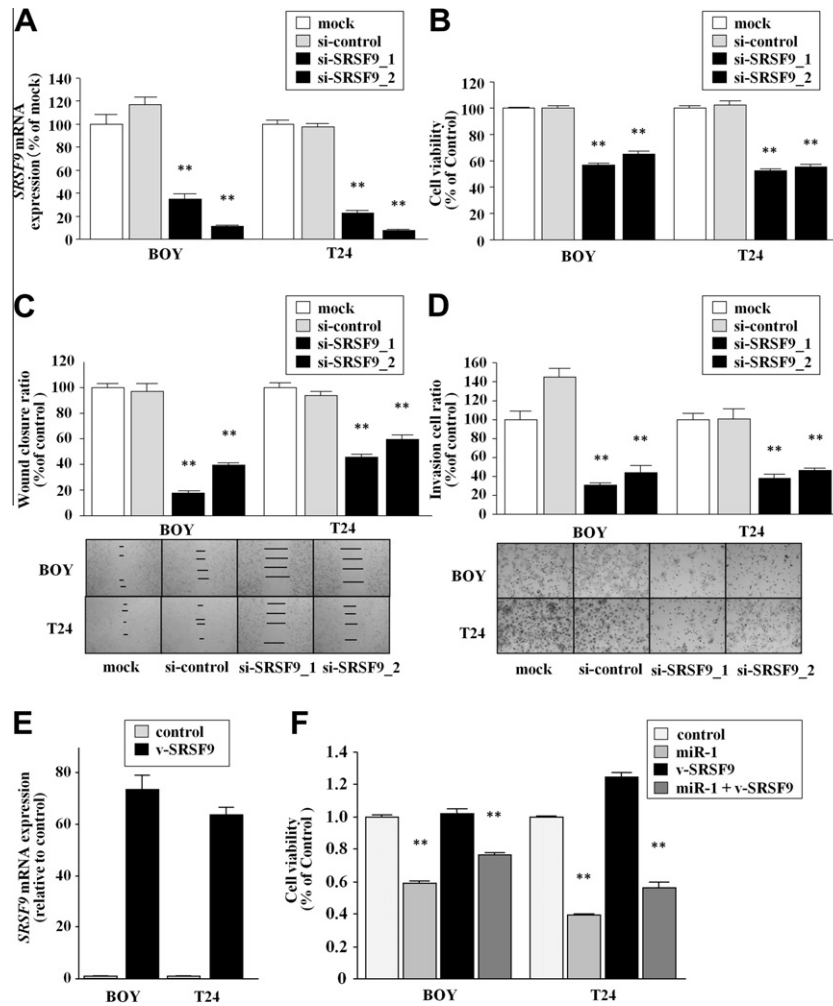 A
mock
si-control
si-SRSF9_1
si-SRSF9_2
SRSF9 mRNA
expression (% of mock)
140
120
100
80
60
40
20
0
** ** ** **
BOY T24
B
mock
si-control
si-SRSF9_1
si-SRSF9_2
Cell viability
(% of Control)
120
100
80
60
40
20
0
** ** ** **
BOY T24
C
mock
si-control
si-SRSF9_1
si-SRSF9_2
Wound closure ratio
(%of control)
120
100
80
60
40
20
0
** ** ** **
BOY T24
BOY
T24
mock si-control si-SRSF9_1 si-SRSF9_2
D
mock
si-control
si-SRSF9_1
si-SRSF9_2
Invasion cell ratio
(%of control )
160
140
120
100
80
60
40
20
0
** ** ** **
BOY T24
BOY
T24
mock si-control si-SRSF9_1 si-SRSF9_2
E
control
v-SRSF9
SRSF9 mRNA expression
(relative to control)
80
60
40
20
0
BOY T24
F
control
miR-1
v-SRSF9
miR-1 + v-SRSF9
Cell viability
(% of Control )
1.4
1.2
1.0
0.8
0.6
0.4
0.2
0
** ** ** **
BOY T24